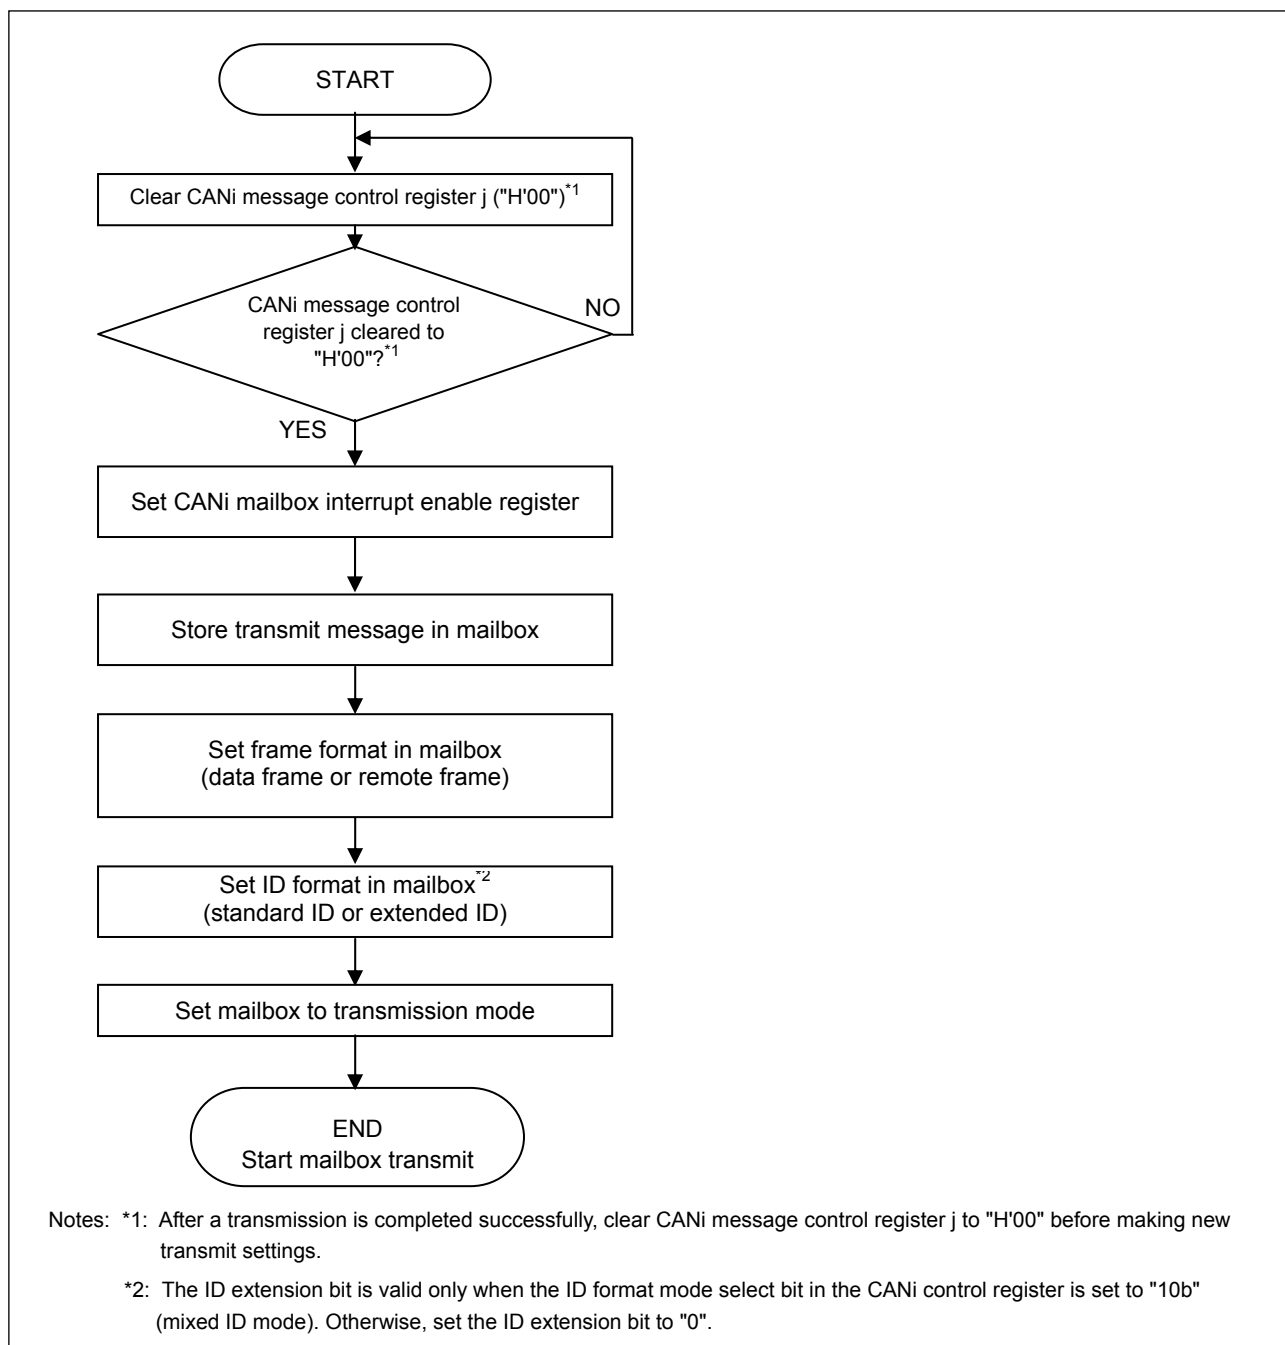 START
Clear CANi message control register j ("H'00")*1
CANi message control
register j cleared to
"H'00"?*1
NO
YES
Set CANi mailbox interrupt enable register
Store transmit message in mailbox
Set frame format in mailbox
(data frame or remote frame)
Set ID format in mailbox*2
(standard ID or extended ID)
Set mailbox to transmission mode
END
Start mailbox transmit
Notes: *1: After a transmission is completed successfully, clear CANi message control register j to "H'00" before making new
transmit settings.
*2: The ID extension bit is valid only when the ID format mode select bit in the CANi control register is set to "10b"
(mixed ID mode). Otherwise, set the ID extension bit to "0".